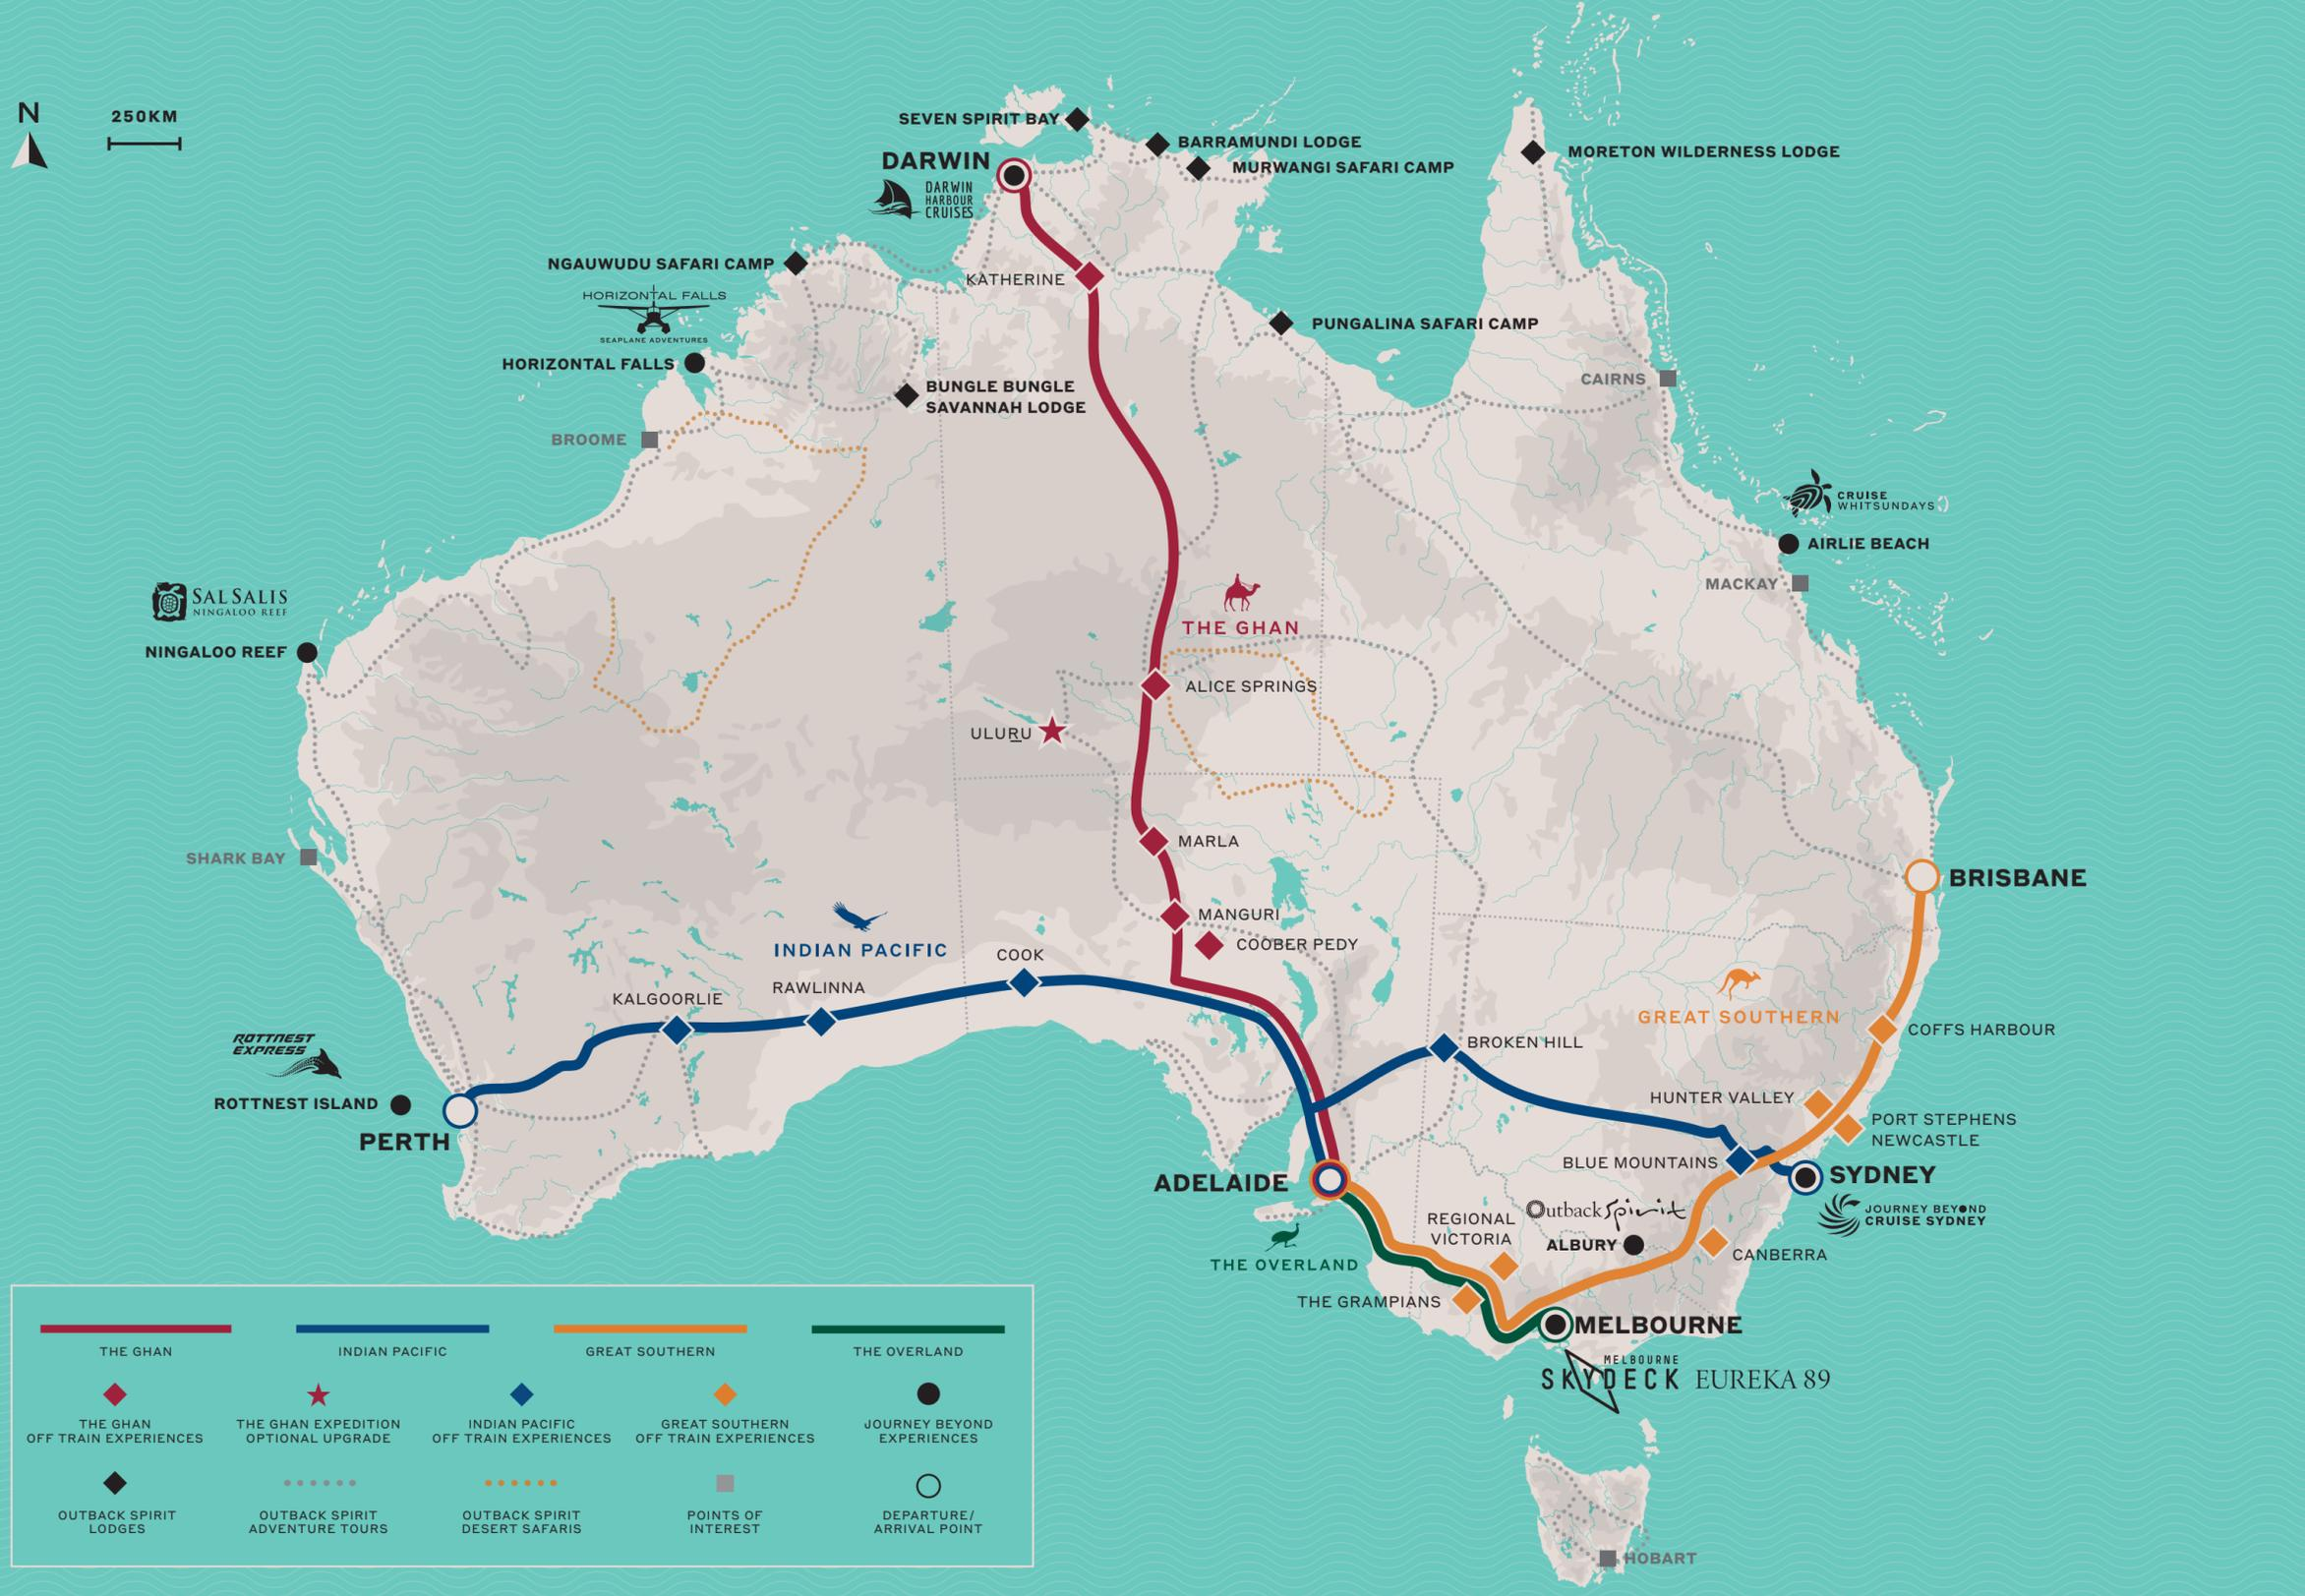 N
250KM
SEVEN SPIRIT BAY
BARRAMUNDI LODGE
MURWANGI SAFARI CAMP
MORETON WILDERNESS LODGE
DARWIN
DARWIN
HARBOUR
CRUISES
NGAUWUDU SAFARI CAMP
KATHERINE
HORIZONTAL FALLS
SEAPLANE ADVENTURES
PUNGALINA SAFARI CAMP
HORIZONTAL FALLS
BUNGLE BUNGLE
SAVANNAH LODGE
CAIRNS
BROOME
CRUISE
WHITSUNDAYS
AIRLIE BEACH
MACKAY
SALSALIS
NINGALOO REEF
NINGALOO REEF
THE GHAN
ALICE SPRINGS
ULURU
MARLA
SHARK BAY
BRISBANE
MANGURI
COOBER PEDY
INDIAN PACIFIC
COOK
RAWLINNA
KALGOORLIE
GREAT SOUTHERN
COFFS HARBOUR
BROKEN HILL
ROTTNEST
EXPRESS
ROTTNEST ISLAND
PERTH
HUNTER VALLEY
PORT STEPHENS
NEWCASTLE
BLUE MOUNTAINS
SYDNEY
JOURNEY BEYOND
CRUISE SYDNEY
ADELAIDE
Outback Spirit
REGIONAL
VICTORIA
ALBURY
CANBERRA
THE OVERLAND
THE GRAMPIANS
MELBOURNE
MELBOURNE
SKYDECK EUREKA 89
HOBART
THE GHAN
INDIAN PACIFIC
GREAT SOUTHERN
THE OVERLAND
THE GHAN
OFF TRAIN EXPERIENCES
THE GHAN EXPEDITION
OPTIONAL UPGRADE
INDIAN PACIFIC
OFF TRAIN EXPERIENCES
GREAT SOUTHERN
OFF TRAIN EXPERIENCES
JOURNEY BEYOND
EXPERIENCES
OUTBACK SPIRIT
LODGES
OUTBACK SPIRIT
ADVENTURE TOURS
OUTBACK SPIRIT
DESERT SAFARIS
POINTS OF
INTEREST
DEPARTURE/
ARRIVAL POINT